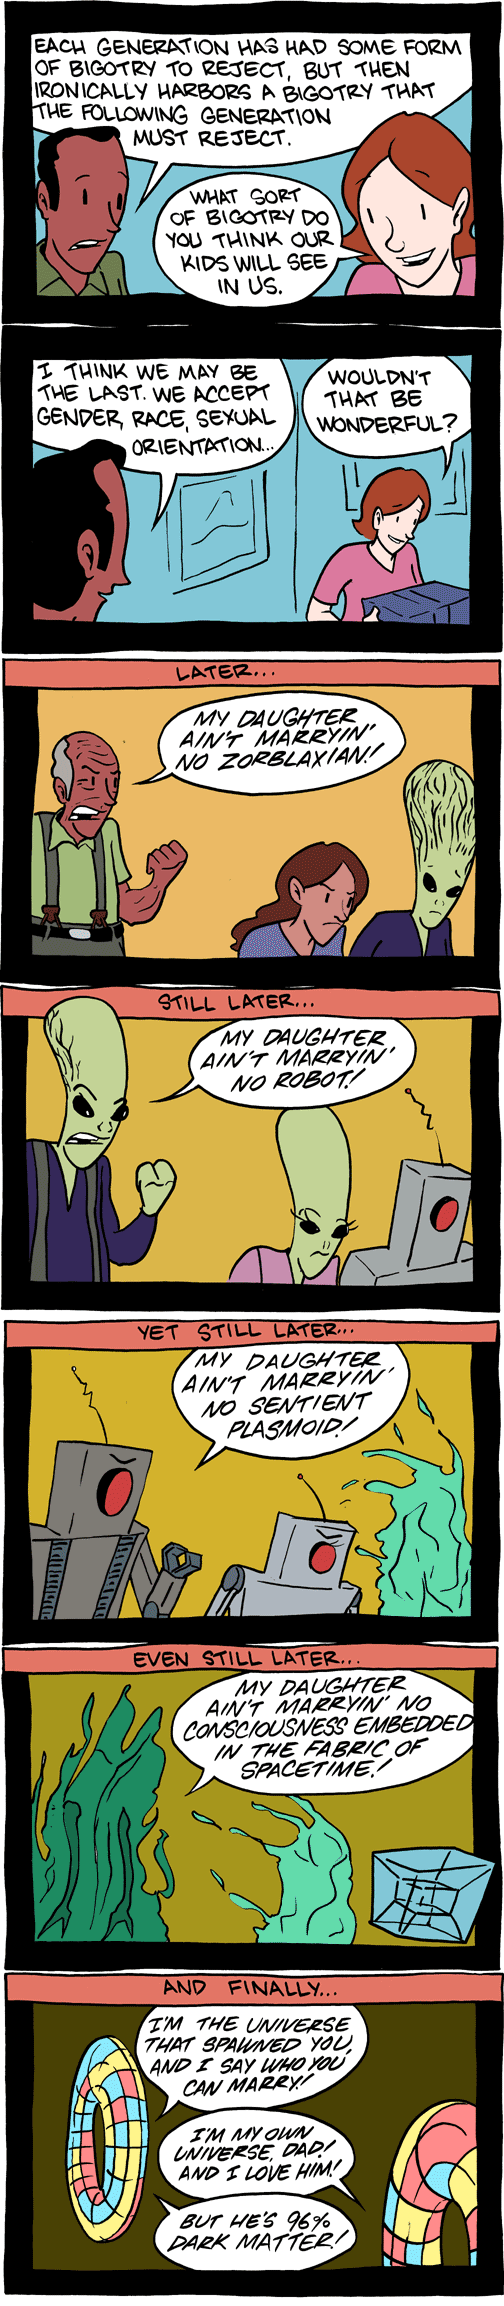 EACH GENERATION HAS HAD SOME FORM
OF BIGOTRY TO REJECT, BUT THEN
IRONICALLY HARBORS A BIGOTRY THAT
THE FOLLOWING GENERATION
MUST REJECT.
WHAT SORT
OF BIGOTRY DO
YOU THINK OUR
KIDS WILL SEE
IN US.
I THINK WE MAY BE
THE LAST. WE ACCEPT
GENDER, RACE, SEXUAL
ORIENTATION...
WOULDN'T
THAT BE
WONDERFUL?
LATER...
MY DAUGHTER
AIN'T MARRYIN'
NO ZORBLAXIAN!
STILL LATER...
MY DAUGHTER
AIN'T MARRYIN'
NO ROBOT!
YET STILL LATER...
MY DAUGHTER
AIN'T MARRYIN'
NO SENTIENT
PLASMOID!
EVEN STILL LATER...
MY DAUGHTER
AIN'T MARRYIN' NO
CONSCIOUSNESS EMBEDDED
IN THE FABRIC OF
SPACETIME!
AND FINALLY...
I'M THE UNIVERSE
THAT SPAWNED YOU,
AND I SAY WHO YOU
CAN MARRY!
I'M MY OWN
UNIVERSE, DAD!
AND I LOVE HIM!
BUT HE'S 96%
DARK MATTER!